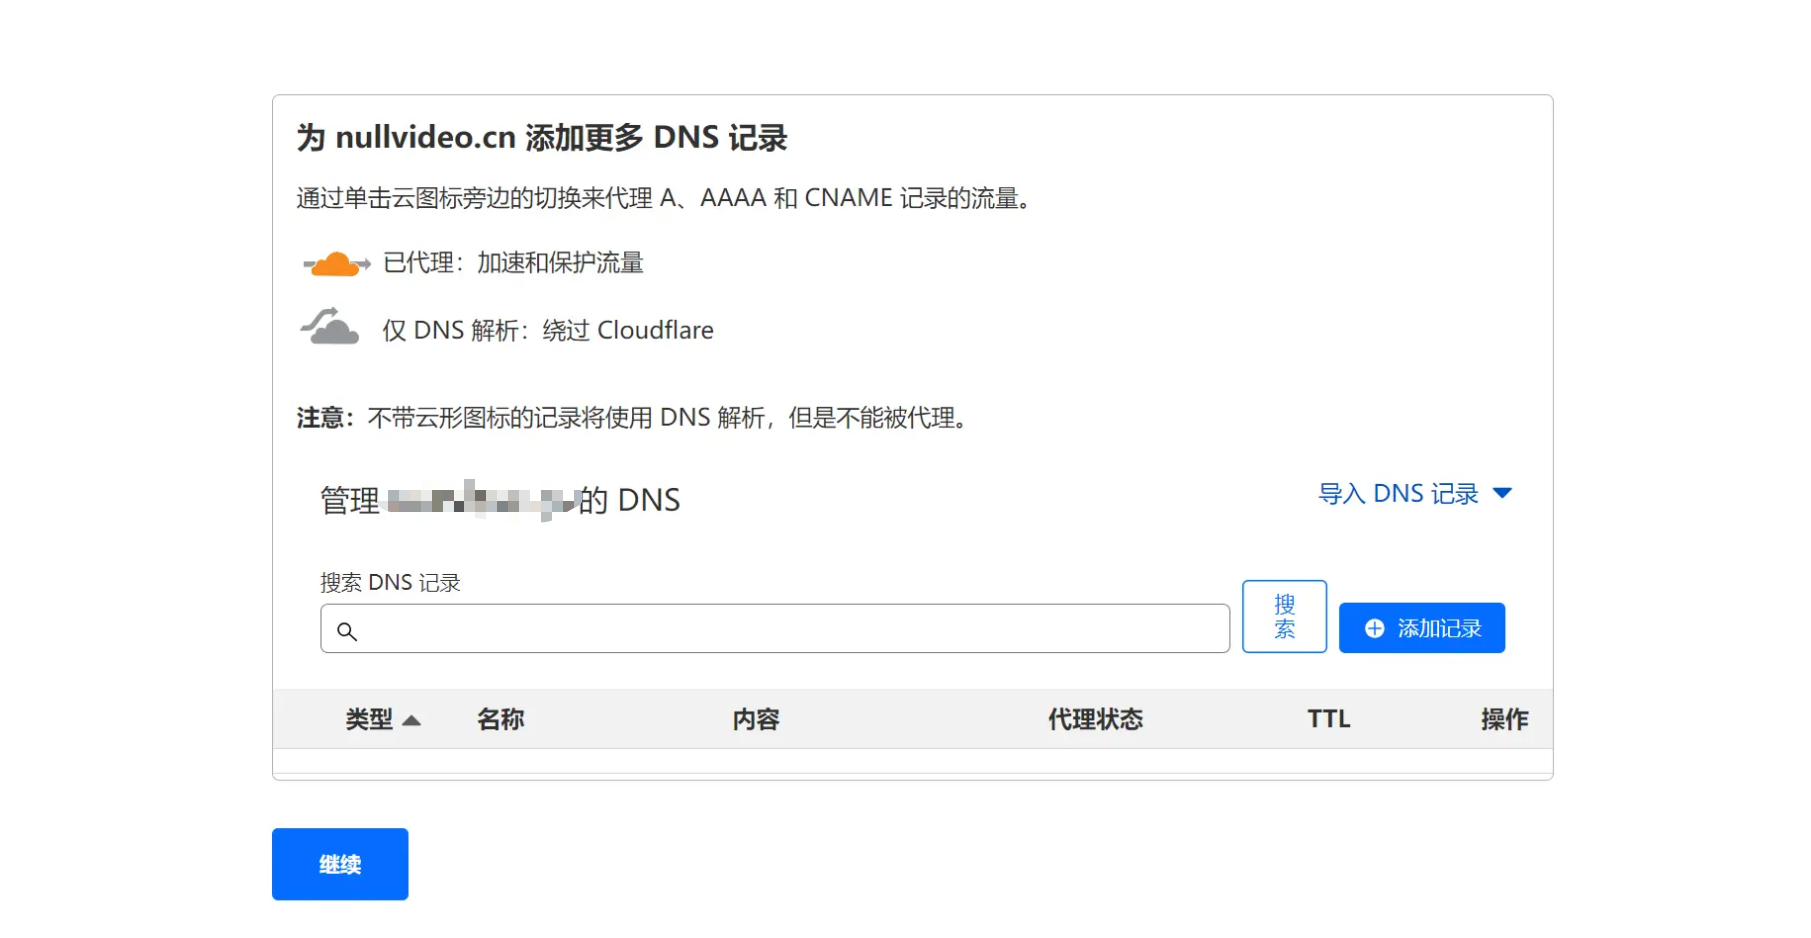 为 nullvideo.cn 添加更多 DNS 记录
通过单击云图标旁边的切换来代理 A、AAAA 和 CNAME 记录的流量。
已代理：加速和保护流量
仅 DNS 解析：绕过 Cloudflare
注意：不带云形图标的记录将使用 DNS 解析，但是不能被代理。
管理 的 DNS
导入 DNS 记录
搜索 DNS 记录
搜索
添加记录
类型 名称 内容 代理状态 TTL 操作
继续